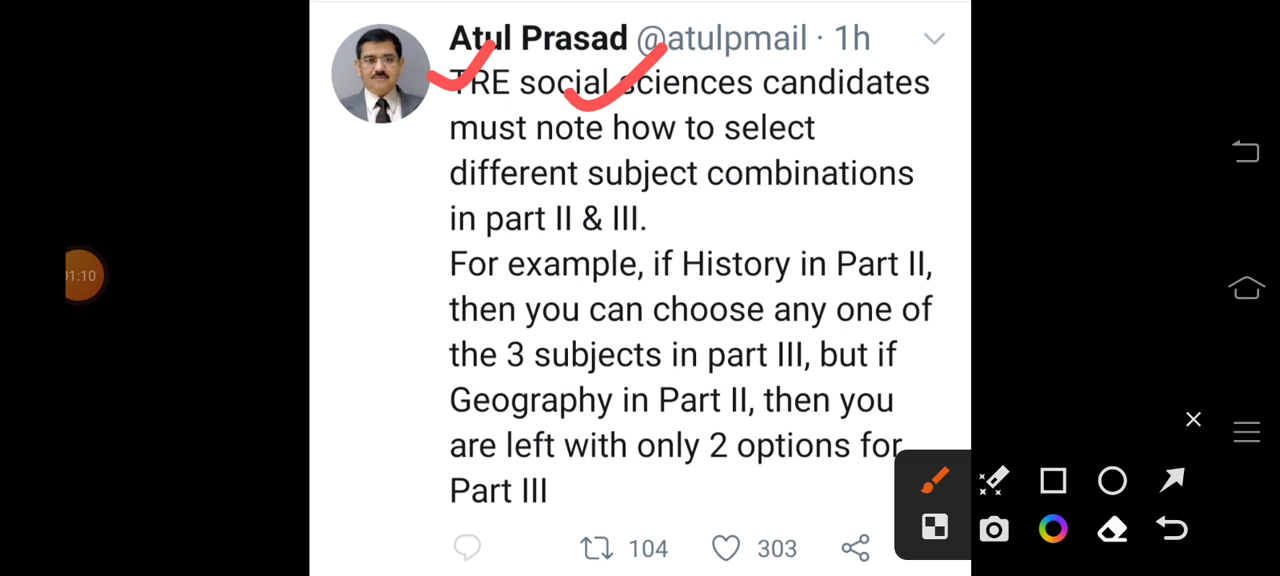 Atul Prasad @atulpmail · 1h
TRE social sciences candidates
must note how to select
different subject combinations
in part II & III.
For example, if History in Part II,
then you can choose any one of
the 3 subjects in part III, but if
Geography in Part II, then you
are left with only 2 options for
Part III
104 303
01:10